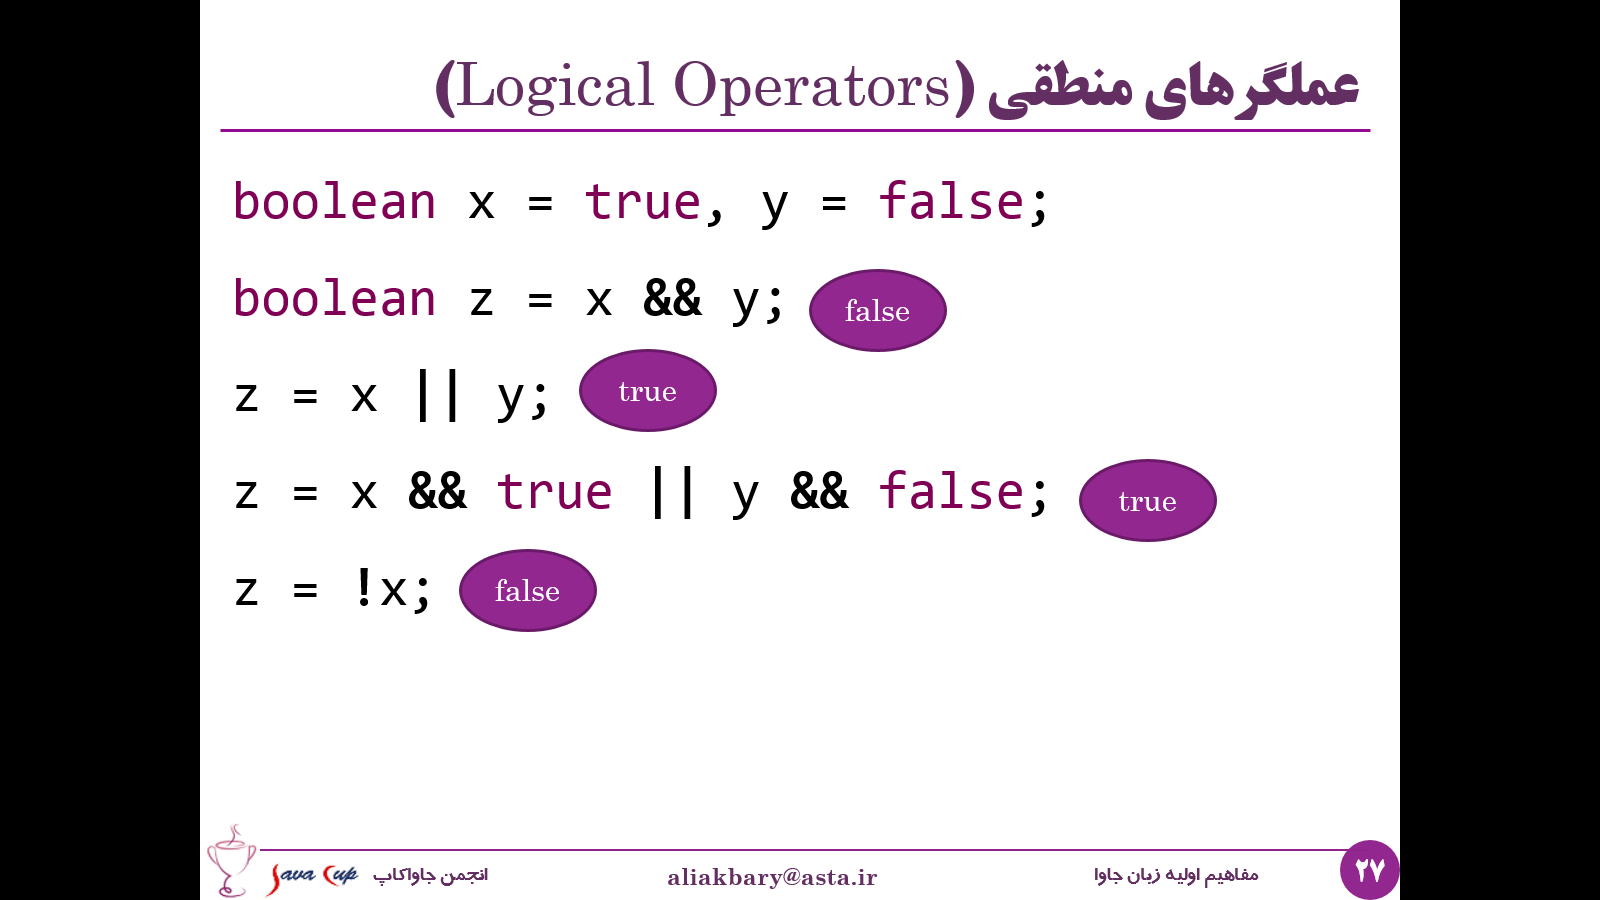 عملگرهای منطقی (Logical Operators)
boolean x = true, y = false;
boolean z = x && y; false
z = x || y; true
z = x && true || y && false; true
z = !x; false
Java Cup انجمن جاواکاپ
aliakbary@asta.ir
مفاهیم اولیه زبان جاوا
۲۷